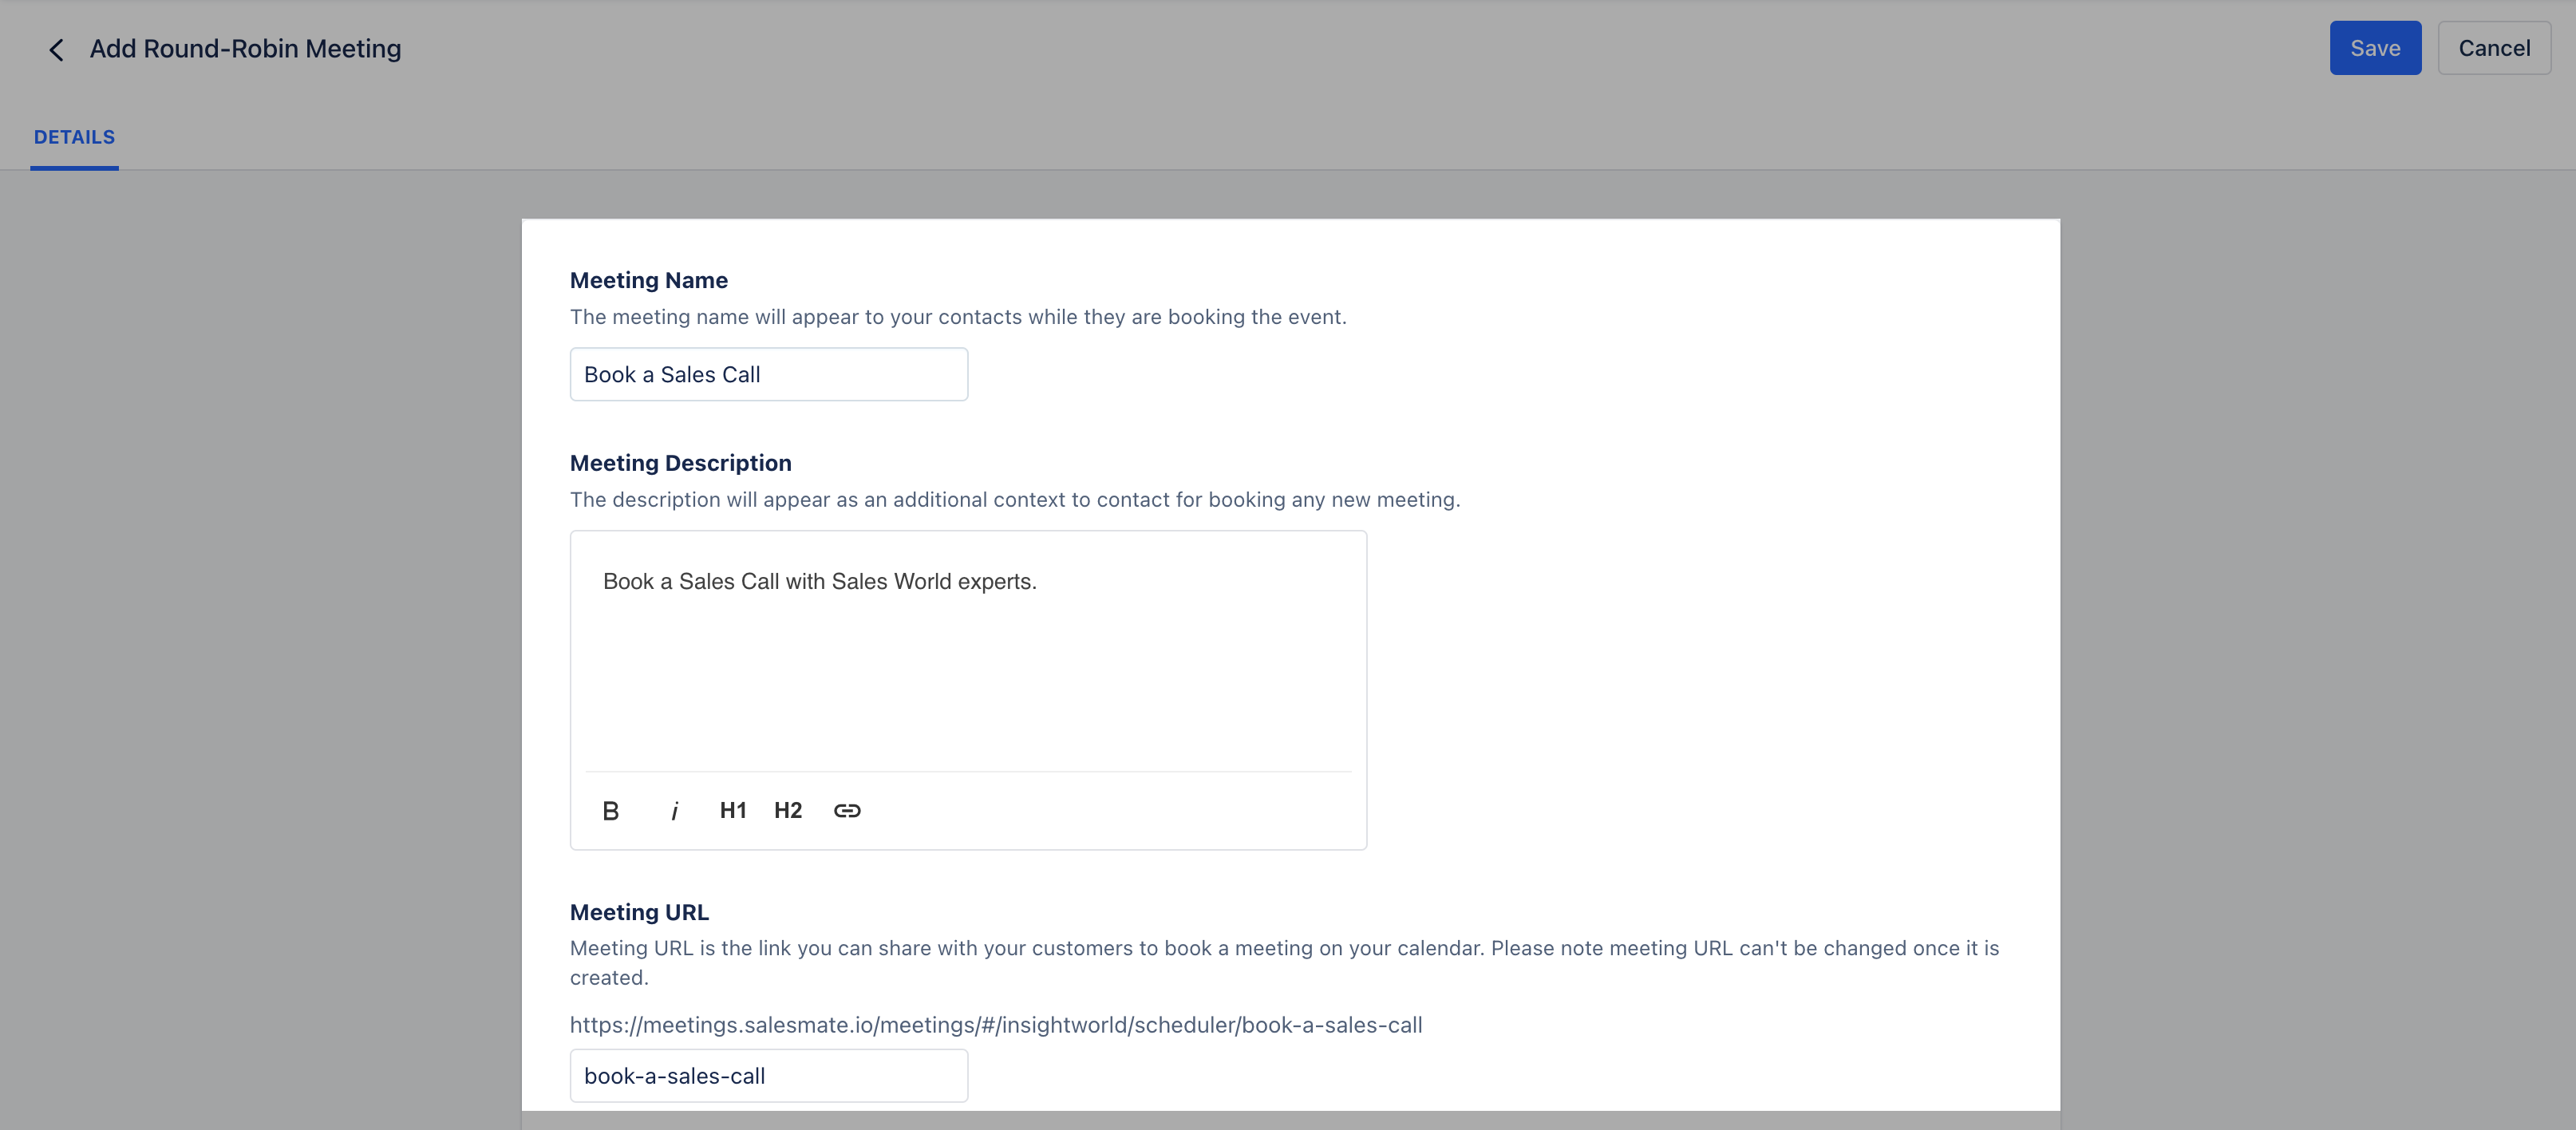 Add Round-Robin Meeting
Save
Cancel
DETAILS
Meeting Name
The meeting name will appear to your contacts while they are booking the event.
Book a Sales Call
Meeting Description
The description will appear as an additional context to contact for booking any new meeting.
Book a Sales Call with Sales World experts.
B i H1 H2
Meeting URL
Meeting URL is the link you can share with your customers to book a meeting on your calendar. Please note meeting URL can't be changed once it is
created.
https://meetings.salesmate.io/meetings/#/insightworld/scheduler/book-a-sales-call
book-a-sales-call